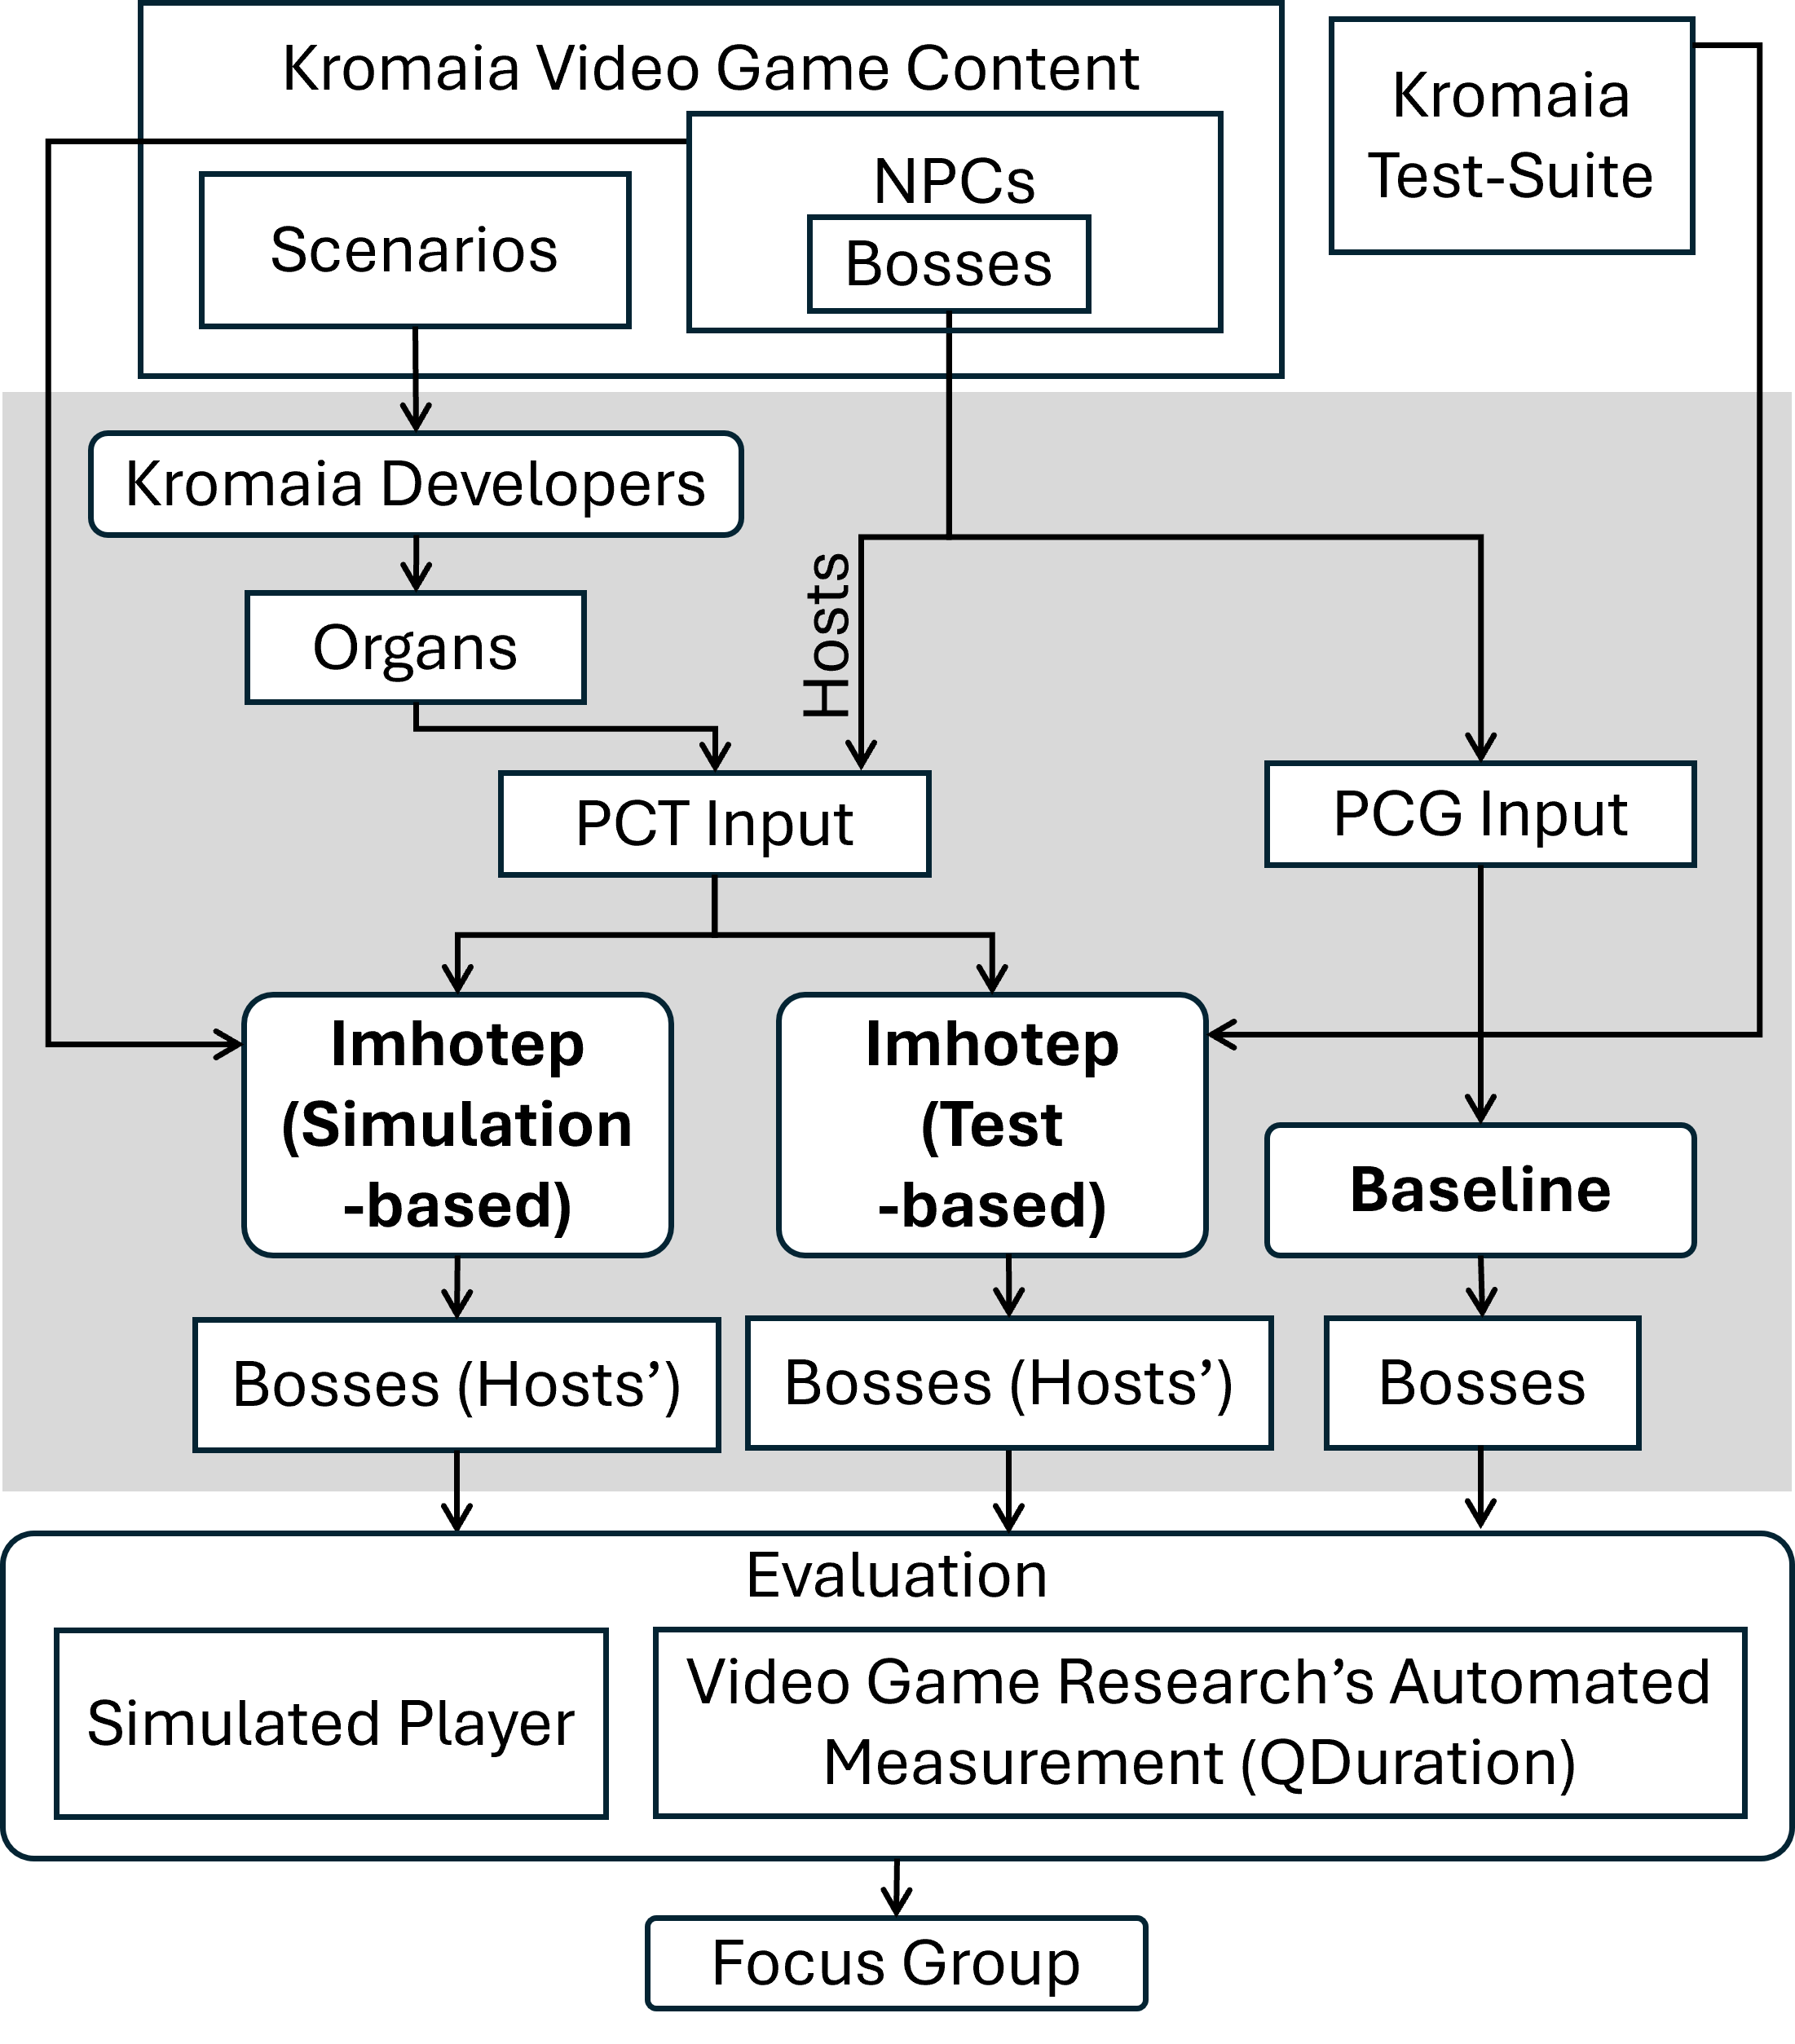 Kromaia Video Game Content
Kromaia
Test-Suite
NPCs
Scenarios
Bosses
Kromaia Developers
Hosts
Organs
PCT Input
PCG Input
Imhotep
(Simulation
-based)
Imhotep
(Test
-based)
Baseline
Bosses (Hosts’)
Bosses (Hosts’)
Bosses
Evaluation
Simulated Player
Video Game Research’s Automated
Measurement (QDuration)
Focus Group